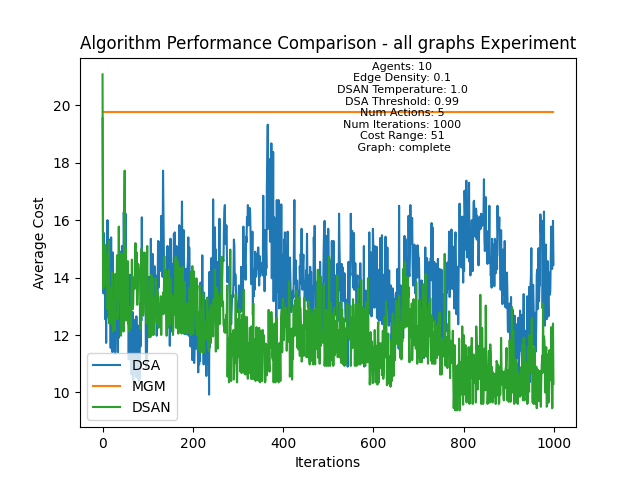 Algorithm Performance Comparison - all graphs Experiment
Agents: 10
Edge Density: 0.1
DSAN Temperature: 1.0
DSA Threshold: 0.99
Num Actions: 5
Num Iterations: 1000
Cost Range: 51
Graph: complete
Average Cost
20
18
16
14
12
10
DSA
MGM
DSAN
0
200
400
600
800
1000
Iterations